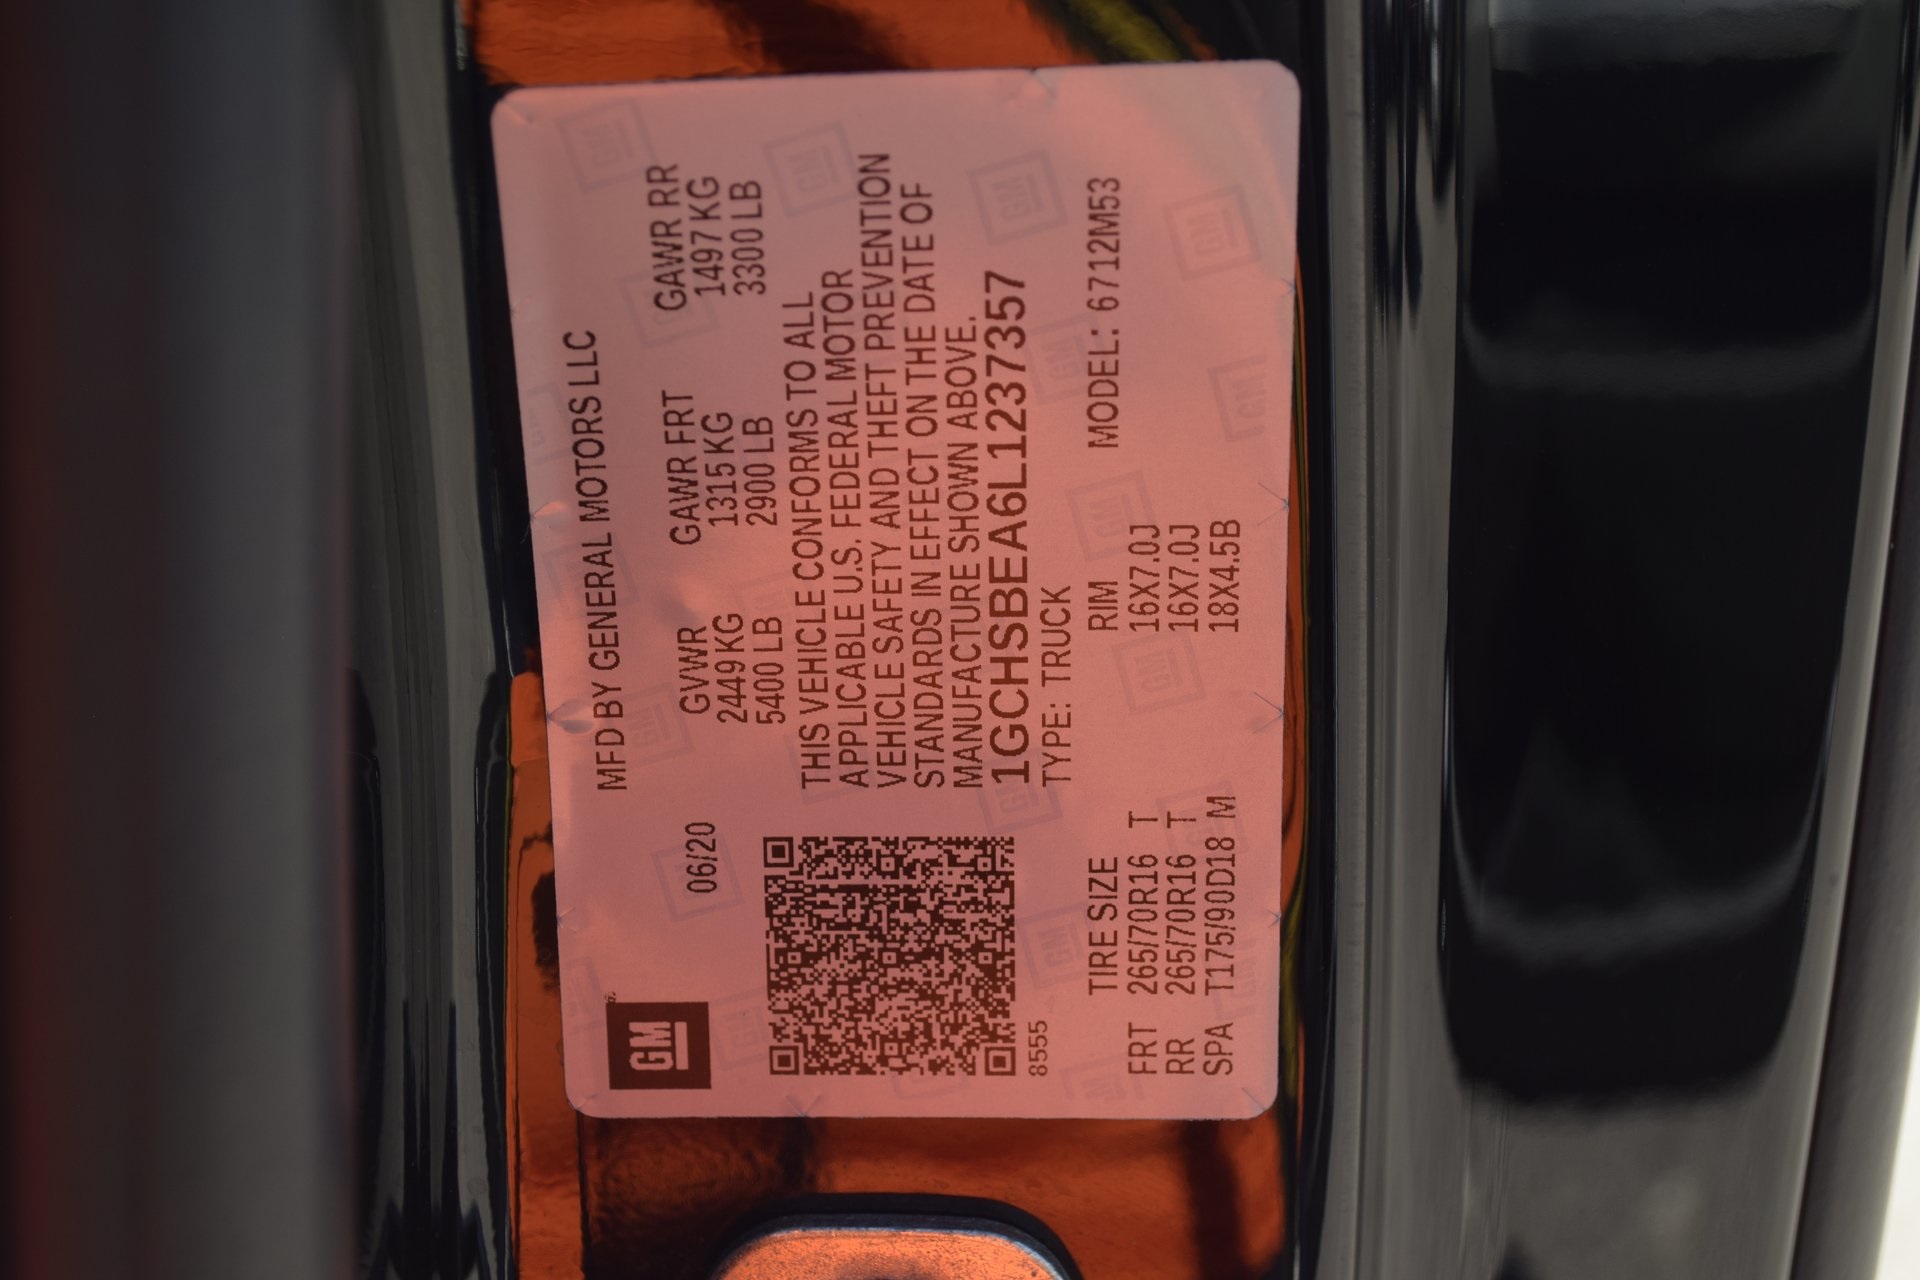 GM
MFD BY GENERAL MOTORS LLC
06/20
GVWR GAWR FRT GAWR RR
2449 KG 1315 KG 1497 KG
5400 LB 2900 LB 3300 LB
THIS VEHICLE CONFORMS TO ALL
APPLICABLE U.S. FEDERAL MOTOR
VEHICLE SAFETY AND THEFT PREVENTION
STANDARDS IN EFFECT ON THE DATE OF
MANUFACTURE SHOWN ABOVE.
1GCHSBEA6L1237357
8555
TYPE: TRUCK
TIRE SIZE RIM MODEL: 6712M53
FRT 265/70R16 T 16X7.0J
RR 265/70R16 T 16X7.0J
SPA T175/90D18 M 18X4.5B